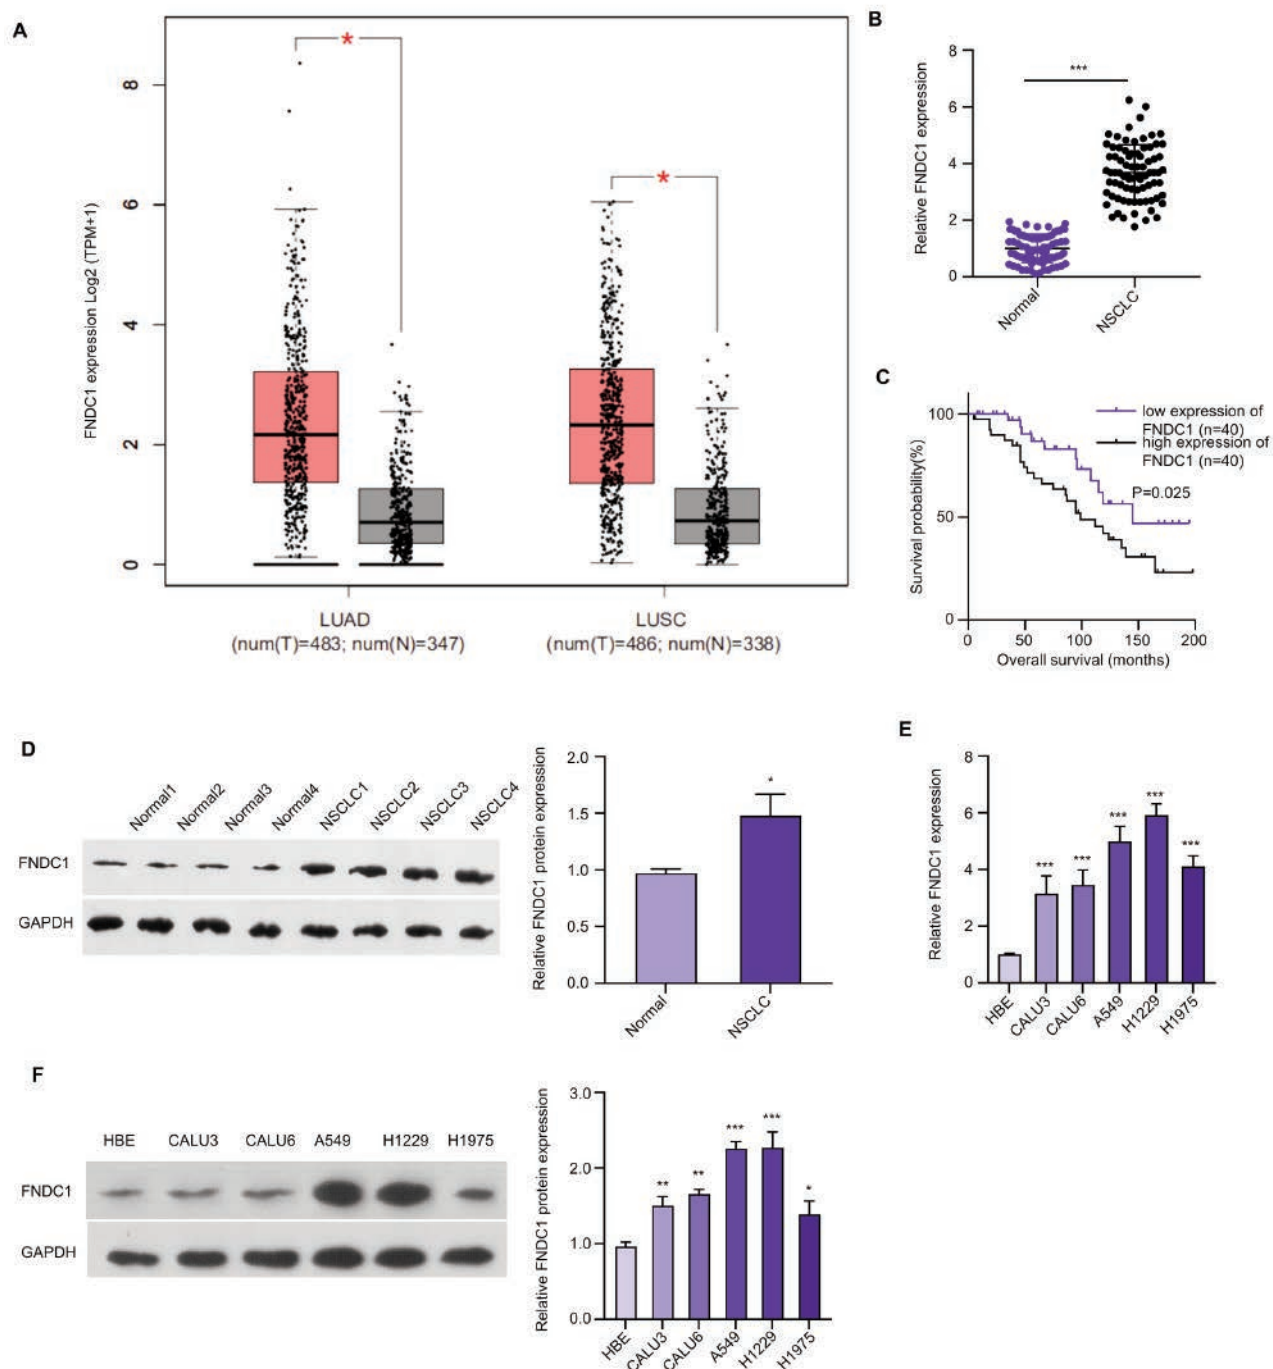 A
FNDC1 expression Log2 (TPM+1)
8
6
4
2
0
*
*
LUAD
(num(T)=483; num(N)=347)
LUSC
(num(T)=486; num(N)=338)
B
Relative FNDC1 expression
8
6
4
2
0
***
Normal
NSCLC
C
Survival probability(%)
100
50
0
0 50 100 150 200
Overall survival (months)
low expression of
FNDC1 (n=40)
high expression of
FNDC1 (n=40)
P=0.025
D
Normal1 Normal2 Normal3 Normal4 NSCLC1 NSCLC2 NSCLC3 NSCLC4
FNDC1
GAPDH
Relative FNDC1 protein expression
2.0
1.5
1.0
0.5
0.0
*
Normal
NSCLC
E
Relative FNDC1 expression
8
6
4
2
0
*** *** *** *** ***
HBE CALU3 CALU6 A549 H1229 H1975
F
HBE CALU3 CALU6 A549 H1229 H1975
FNDC1
GAPDH
Relative FNDC1 protein expression
3.0
2.0
1.0
0.0
** ** *** *** *
HBE CALU3 CALU6 A549 H1229 H1975